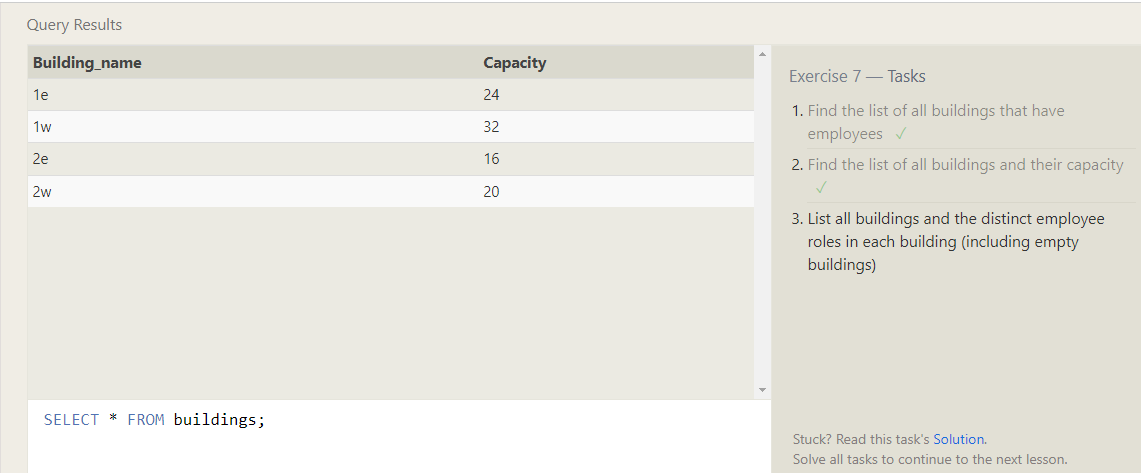 Query Results
Building_name Capacity
1e 24
1w 32
2e 16
2w 20
SELECT * FROM buildings;
Exercise 7 — Tasks
1. Find the list of all buildings that have
employees ✓
2. Find the list of all buildings and their capacity
✓
3. List all buildings and the distinct employee
roles in each building (including empty
buildings)
Stuck? Read this task's Solution.
Solve all tasks to continue to the next lesson.